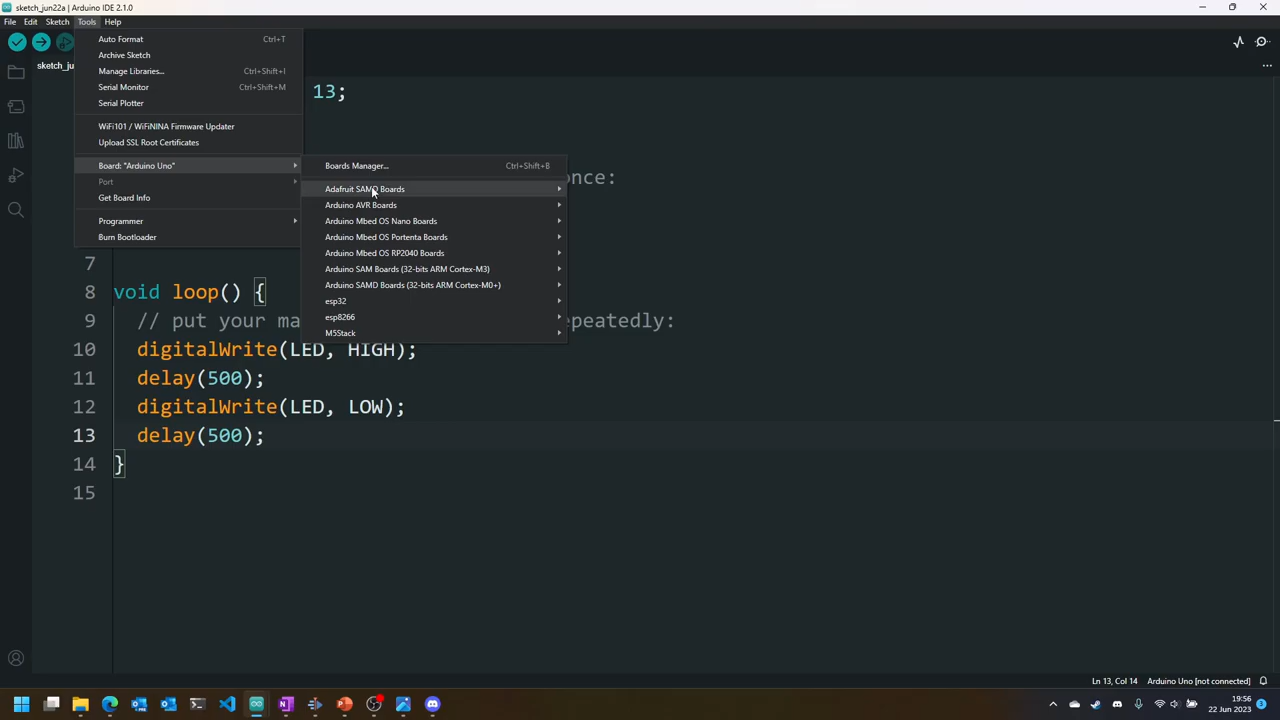 sketch_jun22a | Arduino IDE 2.1.0
File Edit Sketch Tools Help
sketch_ju
Auto Format Ctrl+T
Archive Sketch
Manage Libraries... Ctrl+Shift+I
Serial Monitor Ctrl+Shift+M
Serial Plotter
WiFi101 / WiFiNINA Firmware Updater
Upload SSL Root Certificates
Board: "Arduino Uno"
Port
Get Board Info
Programmer
Burn Bootloader
Boards Manager... Ctrl+Shift+B
Adafruit SAMD Boards
Arduino AVR Boards
Arduino Mbed OS Nano Boards
Arduino Mbed OS Portenta Boards
Arduino Mbed OS RP2040 Boards
Arduino SAM Boards (32-bits ARM Cortex-M3)
Arduino SAMD Boards (32-bits ARM Cortex-M0+)
esp32
esp8266
M5Stack
13;
once:
7
8 void loop() {
9 // put your ma epeatedly:
10 digitalWrite(LED, HIGH);
11 delay(500);
12 digitalWrite(LED, LOW);
13 delay(500);
14 }
15
Ln 13, Col 14 Arduino Uno [not connected]
19:56
22 Jun 2023